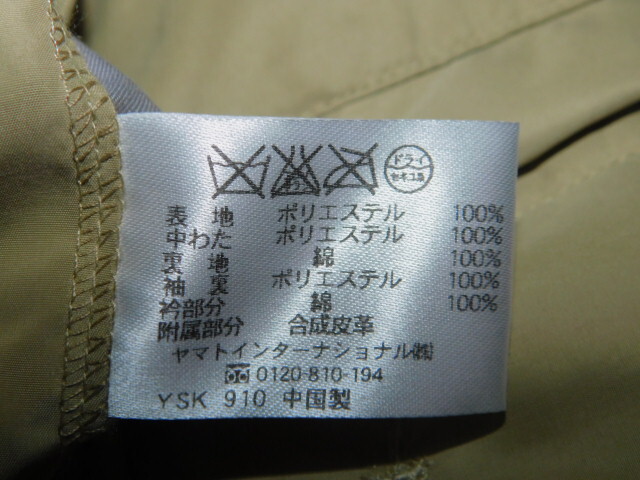 ドライ
セキユ系
表地 ポリエステル 100%
中わた ポリエステル 100%
裏地 綿 100%
袖裏 ポリエステル 100%
衿部分 綿 100%
附属部分 合成皮革
ヤマトインターナショナル㈱
0120-810-194
YSK 910 中国製